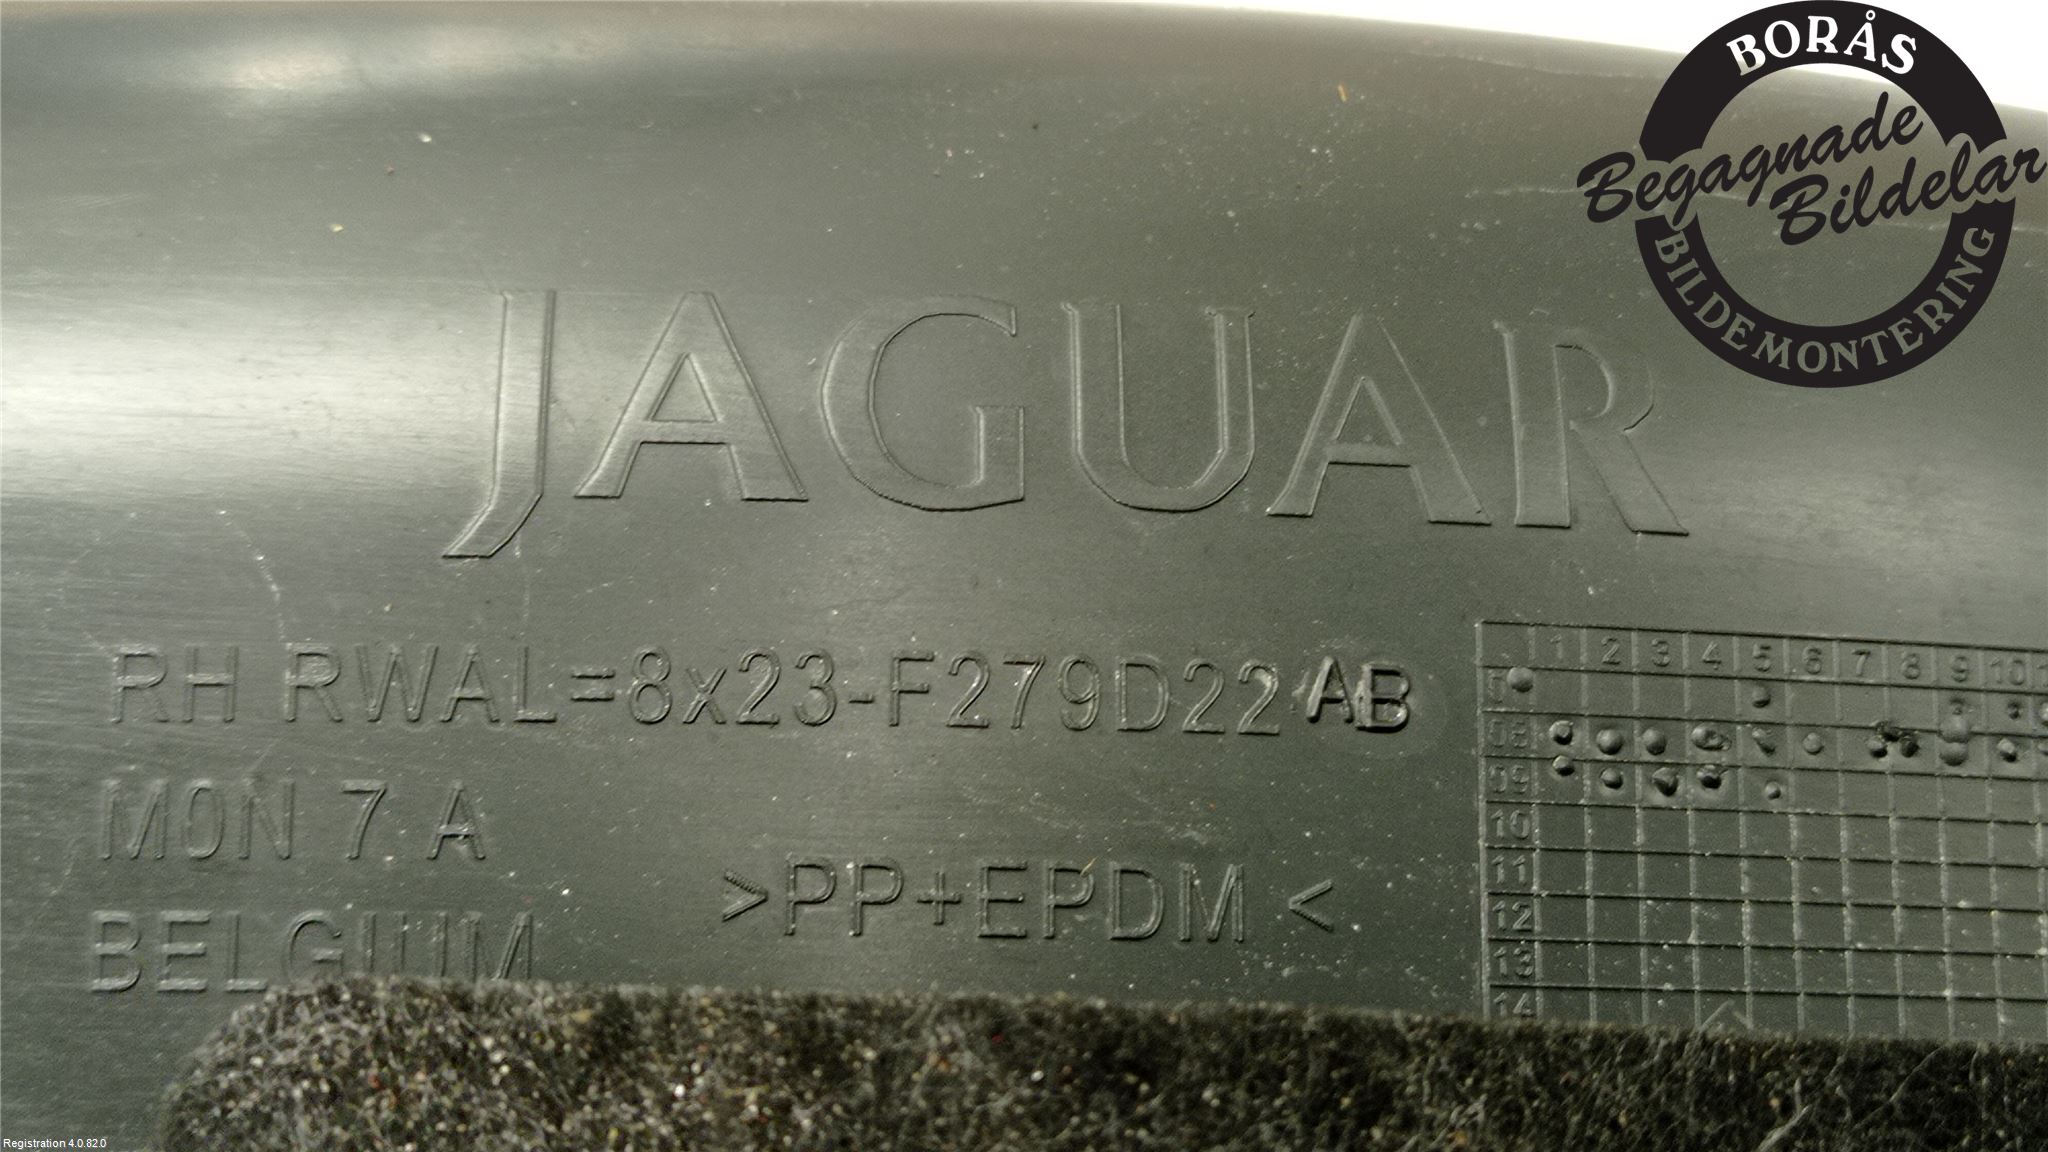 BORÅS
Begagnade
Bildelar
BILDEMONTERING
JAGUAR
RH RWAL=8x23-F279D22 AB
MON 7 A
BELGIUM
>PP+EPDM<
1 2 3 4 5 6 7 8 9 10
08
09
10
11
12
13
14
Registration 4.0.82.0